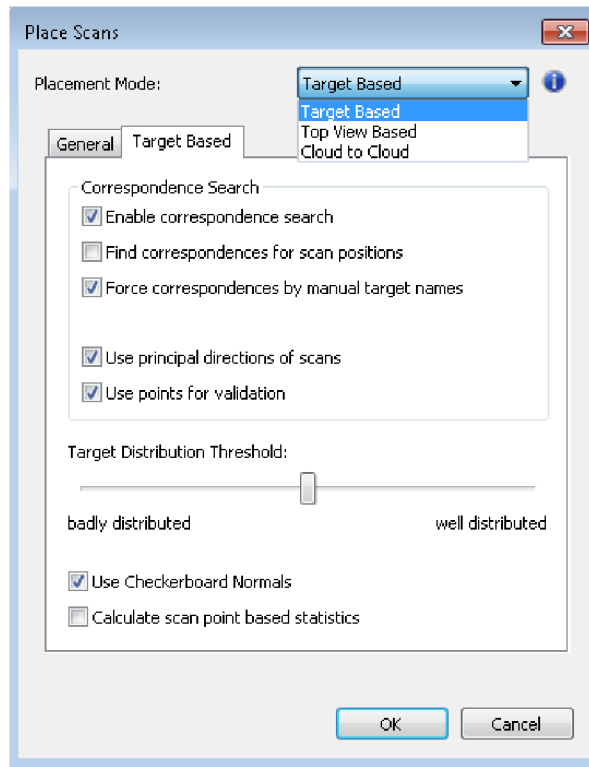 Place Scans
Placement Mode:
Target Based
Target Based
Top View Based
Cloud to Cloud
General
Target Based
Correspondence Search
Enable correspondence search
Find correspondences for scan positions
Force correspondences by manual target names
Use principal directions of scans
Use points for validation
Target Distribution Threshold:
badly distributed
well distributed
Use Checkerboard Normals
Calculate scan point based statistics
OK
Cancel